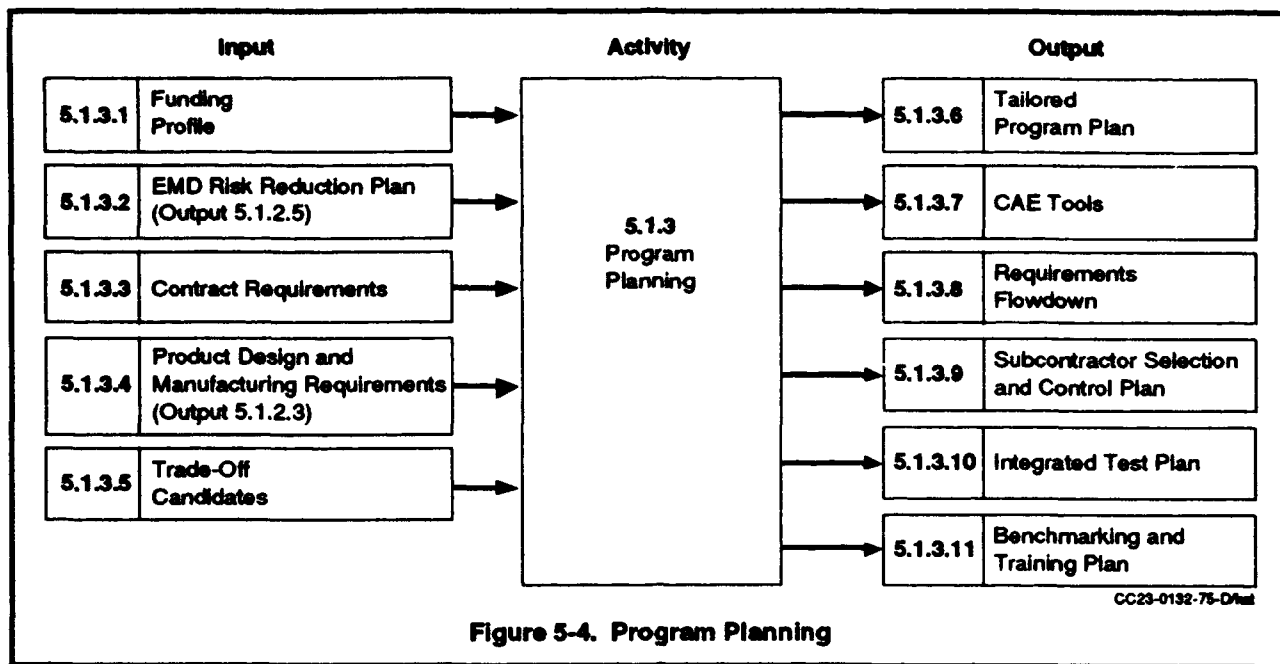 Input
Activity
Output
5.1.3.1
Funding
Profile
5.1.3.2
EMD Risk Reduction Plan
(Output 5.1.2.5)
5.1.3.3
Contract Requirements
5.1.3.4
Product Design and
Manufacturing Requirements
(Output 5.1.2.3)
5.1.3.5
Trade-Off
Candidates
5.1.3
Program
Planning
5.1.3.6
Tailored
Program Plan
5.1.3.7
CAE Tools
5.1.3.8
Requirements
Flowdown
5.1.3.9
Subcontractor Selection
and Control Plan
5.1.3.10
Integrated Test Plan
5.1.3.11
Benchmarking and
Training Plan
Figure 5-4. Program Planning